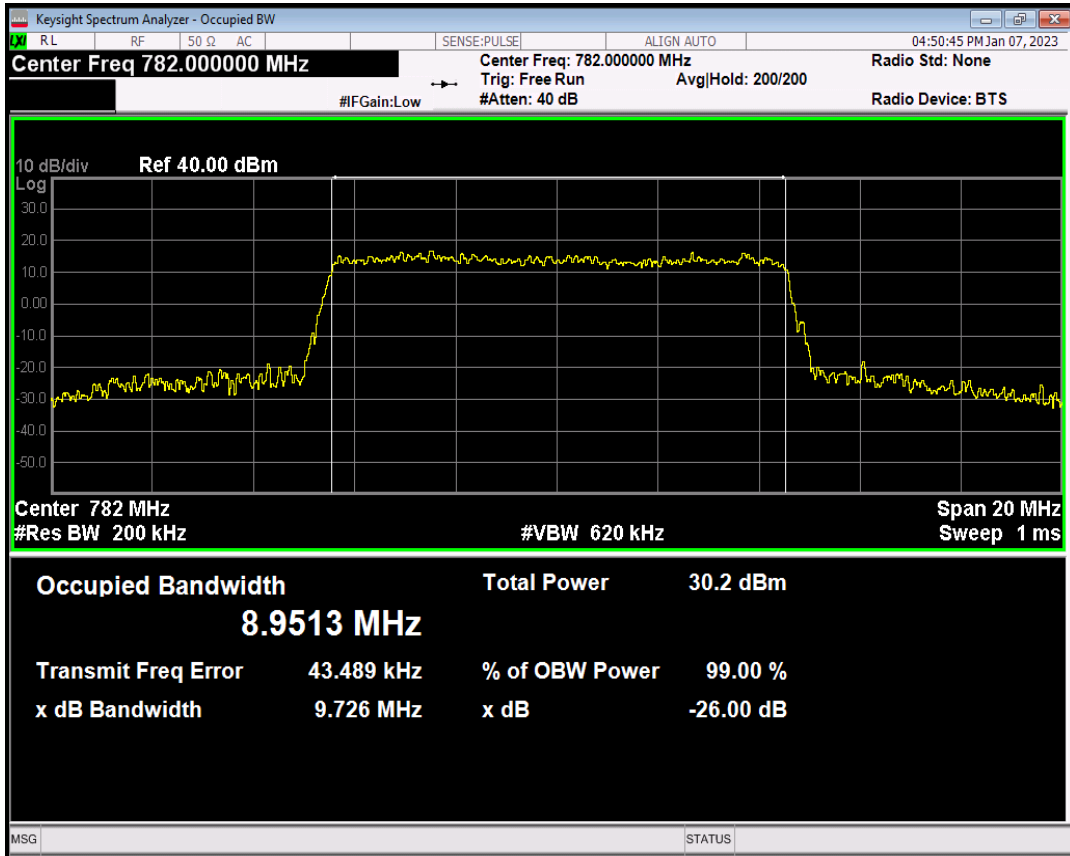 Keysight Spectrum Analyzer - Occupied BW
LXI RL RF 50 Ω AC SENSE:PULSE ALIGN AUTO 04:50:45 PM Jan 07, 2023
Center Freq 782.000000 MHz Center Freq: 782.000000 MHz Radio Std: None
Trig: Free Run Avg|Hold: 200/200
#IFGain:Low #Atten: 40 dB Radio Device: BTS
10 dB/div Ref 40.00 dBm
Log
30.0
20.0
10.0
0.00
-10.0
-20.0
-30.0
-40.0
-50.0
Center 782 MHz Span 20 MHz
#Res BW 200 kHz #VBW 620 kHz Sweep 1 ms
Occupied Bandwidth Total Power 30.2 dBm
8.9513 MHz
Transmit Freq Error 43.489 kHz % of OBW Power 99.00 %
x dB Bandwidth 9.726 MHz x dB -26.00 dB
MSG STATUS